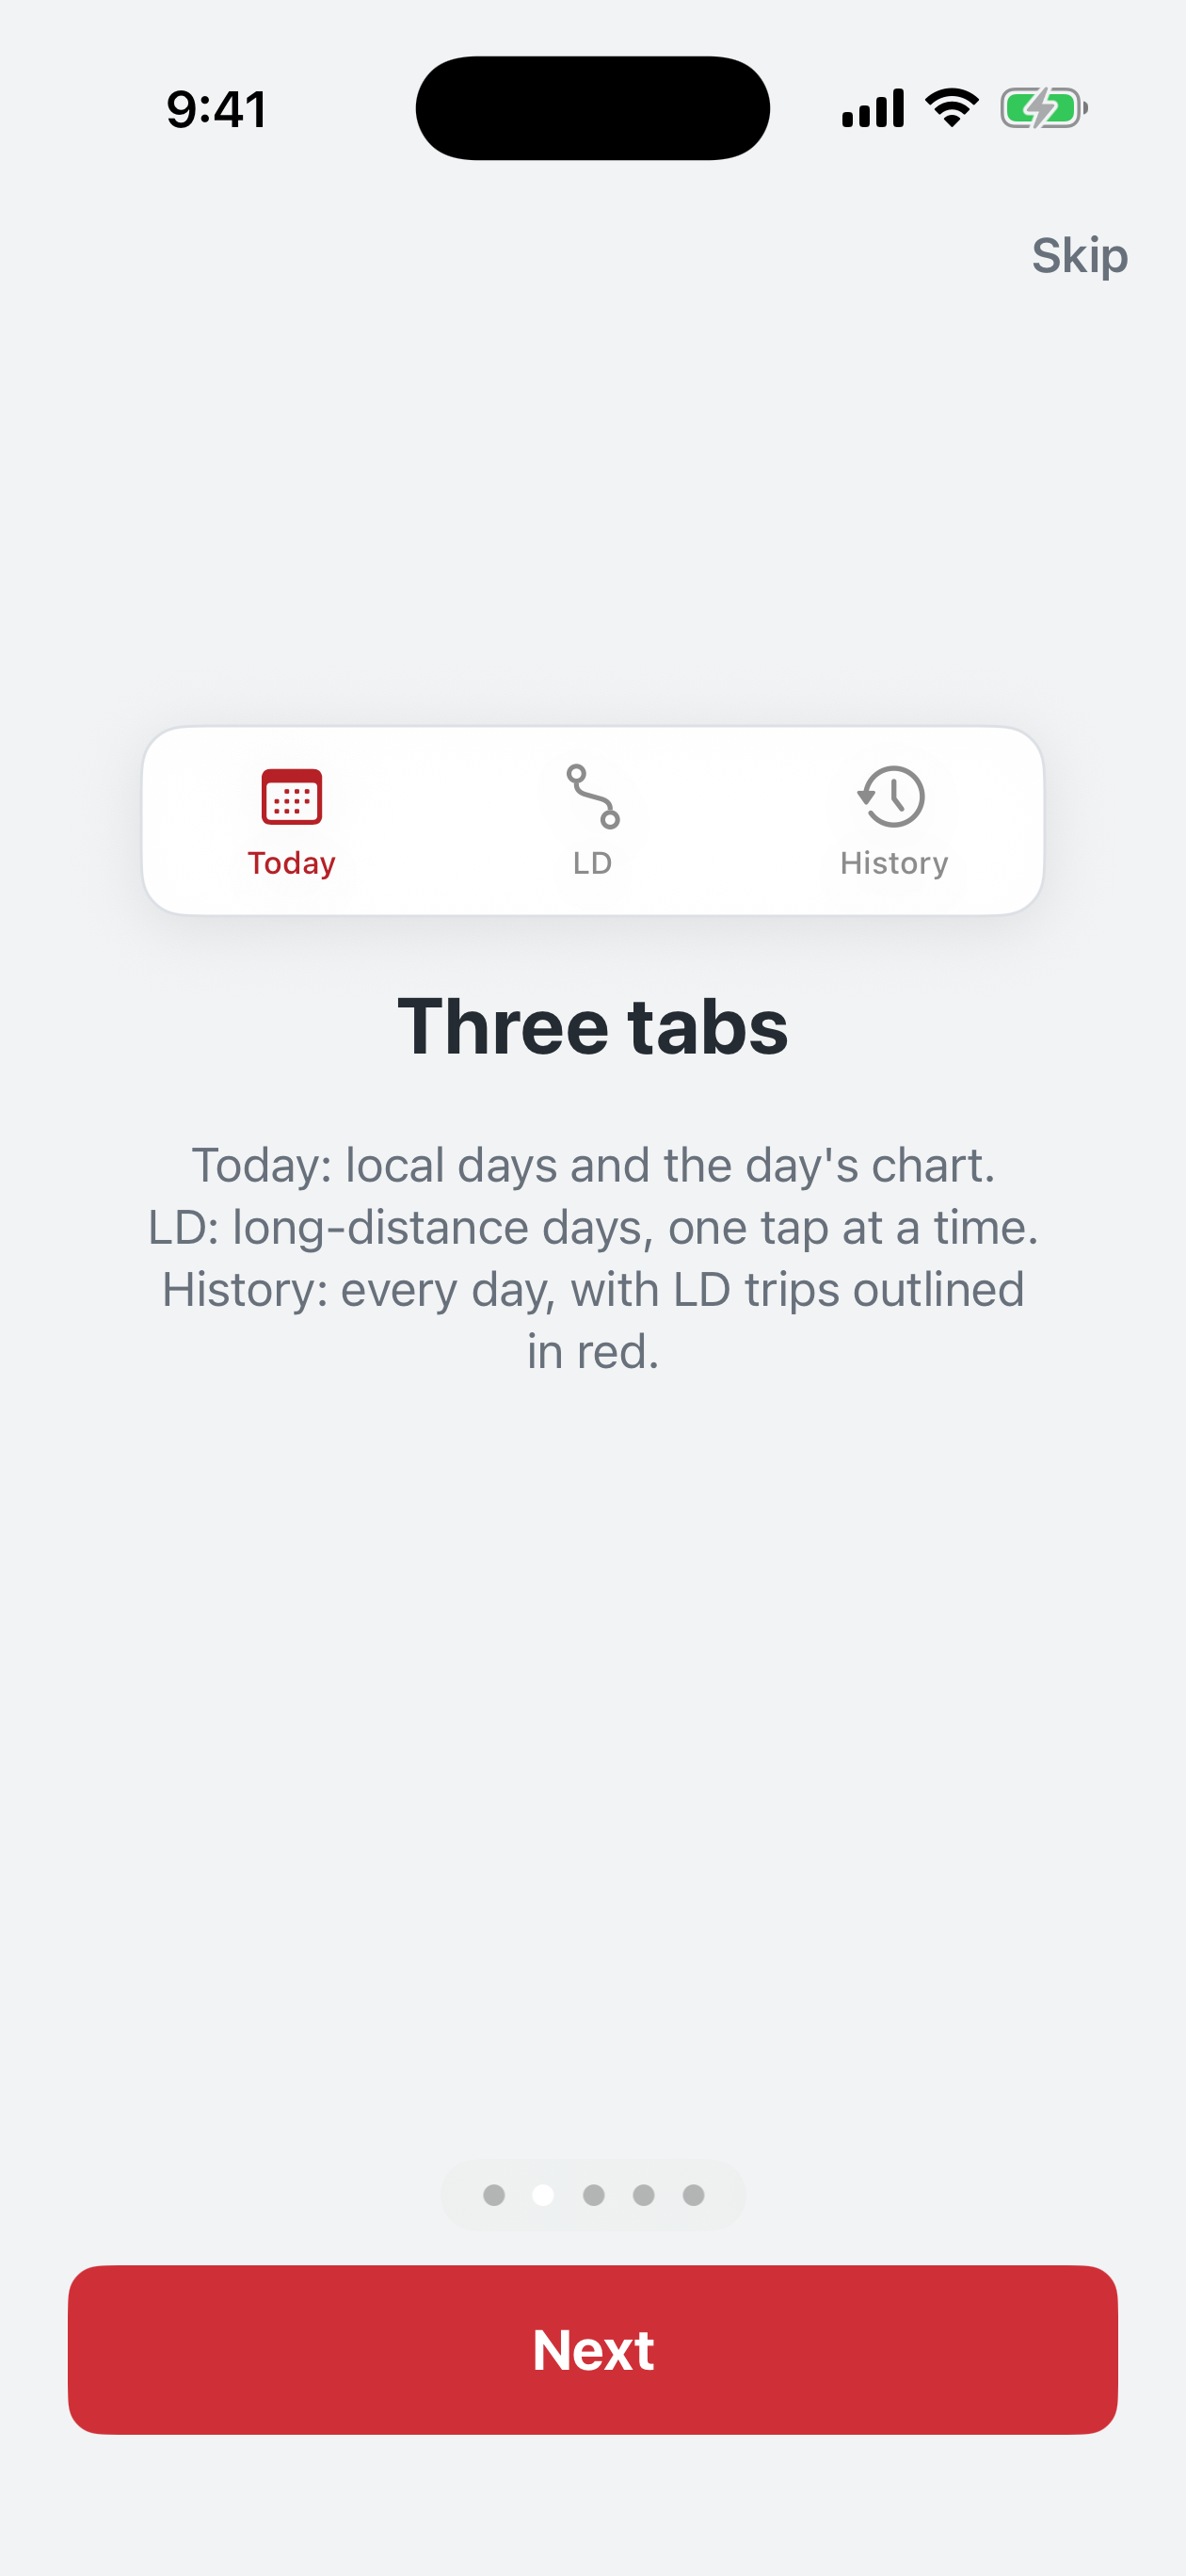 9:41
Skip
Today
LD
History
Three tabs
Today: local days and the day's chart.
LD: long-distance days, one tap at a time.
History: every day, with LD trips outlined
in red.
Next